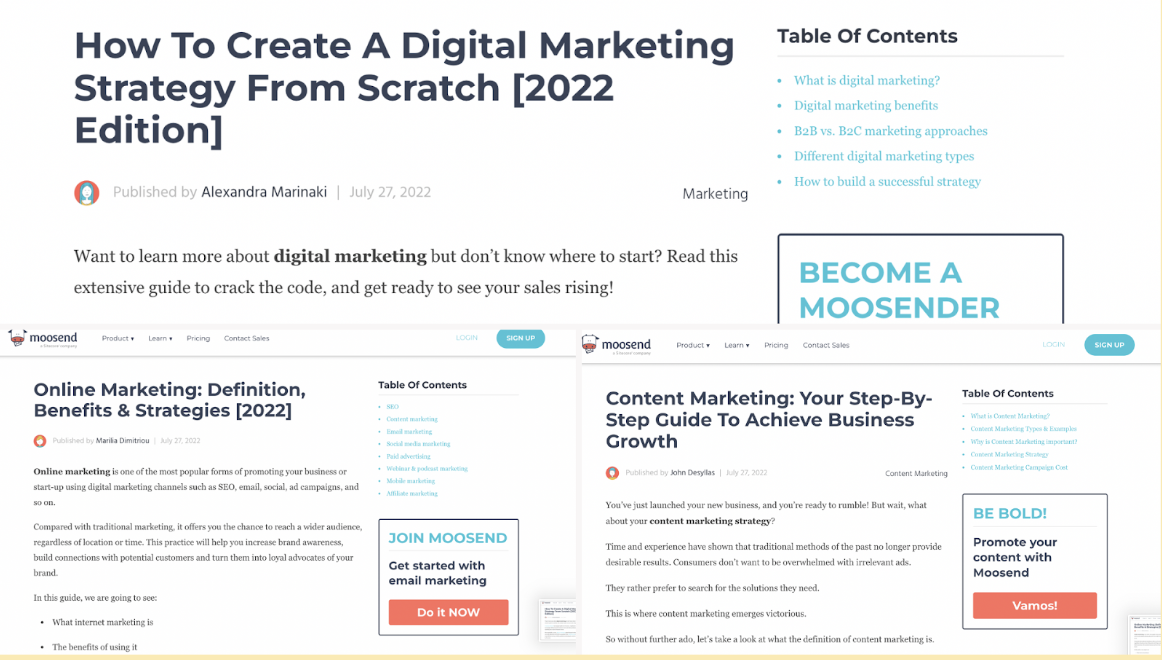 How To Create A Digital Marketing
Strategy From Scratch [2022
Edition]
Published by Alexandra Marinaki | July 27, 2022
Marketing
Want to learn more about digital marketing but don't know where to start? Read this
extensive guide to crack the code, and get ready to see your sales rising!
Table Of Contents
What is digital marketing?
Digital marketing benefits
B2B vs. B2C marketing approaches
Different digital marketing types
How to build a successful strategy
BECOME A
MOOSENDER
moosend
Product ▾ Learn ▾ Pricing Contact Sales
LOGIN
SIGN UP
Online Marketing: Definition,
Benefits & Strategies [2022]
Published by Marilia Dimitriou | July 27, 2022
Online marketing is one of the most popular forms of promoting your business or
start-up using digital marketing channels such as SEO, email, social, ad campaigns, and
so on.
Compared with traditional marketing, it offers you the chance to reach a wider audience,
regardless of location or time. This practice will help you increase brand awareness,
build connections with potential customers and turn them into loyal advocates of your
brand.
In this guide, we are going to see:
• What internet marketing is
• The benefits of using it
Table Of Contents
SEO
Content marketing
Email marketing
Social media marketing
Paid advertising
Webinar & podcast marketing
Mobile marketing
Affiliate marketing
JOIN MOOSEND
Get started with
email marketing
Do it NOW
moosend
Product ▾ Learn ▾ Pricing Contact Sales
LOGIN
SIGN UP
Content Marketing: Your Step-By-
Step Guide To Achieve Business
Growth
Published by John Desyllas | July 27, 2022
Content Marketing
You've just launched your new business, and you're ready to rumble! But wait, what
about your content marketing strategy?
Time and experience have shown that traditional methods of the past no longer provide
desirable results. Consumers don't want to be overwhelmed with irrelevant ads.
They rather prefer to search for the solutions they need.
This is where content marketing emerges victorious.
So without further ado, let's take a look at what the definition of content marketing is.
Table Of Contents
What is Content Marketing?
Content Marketing Types & Examples
Why is Content Marketing important?
Content Marketing Strategy
Content Marketing Campaign Cost
BE BOLD!
Promote your
content with
Moosend
Vamos!